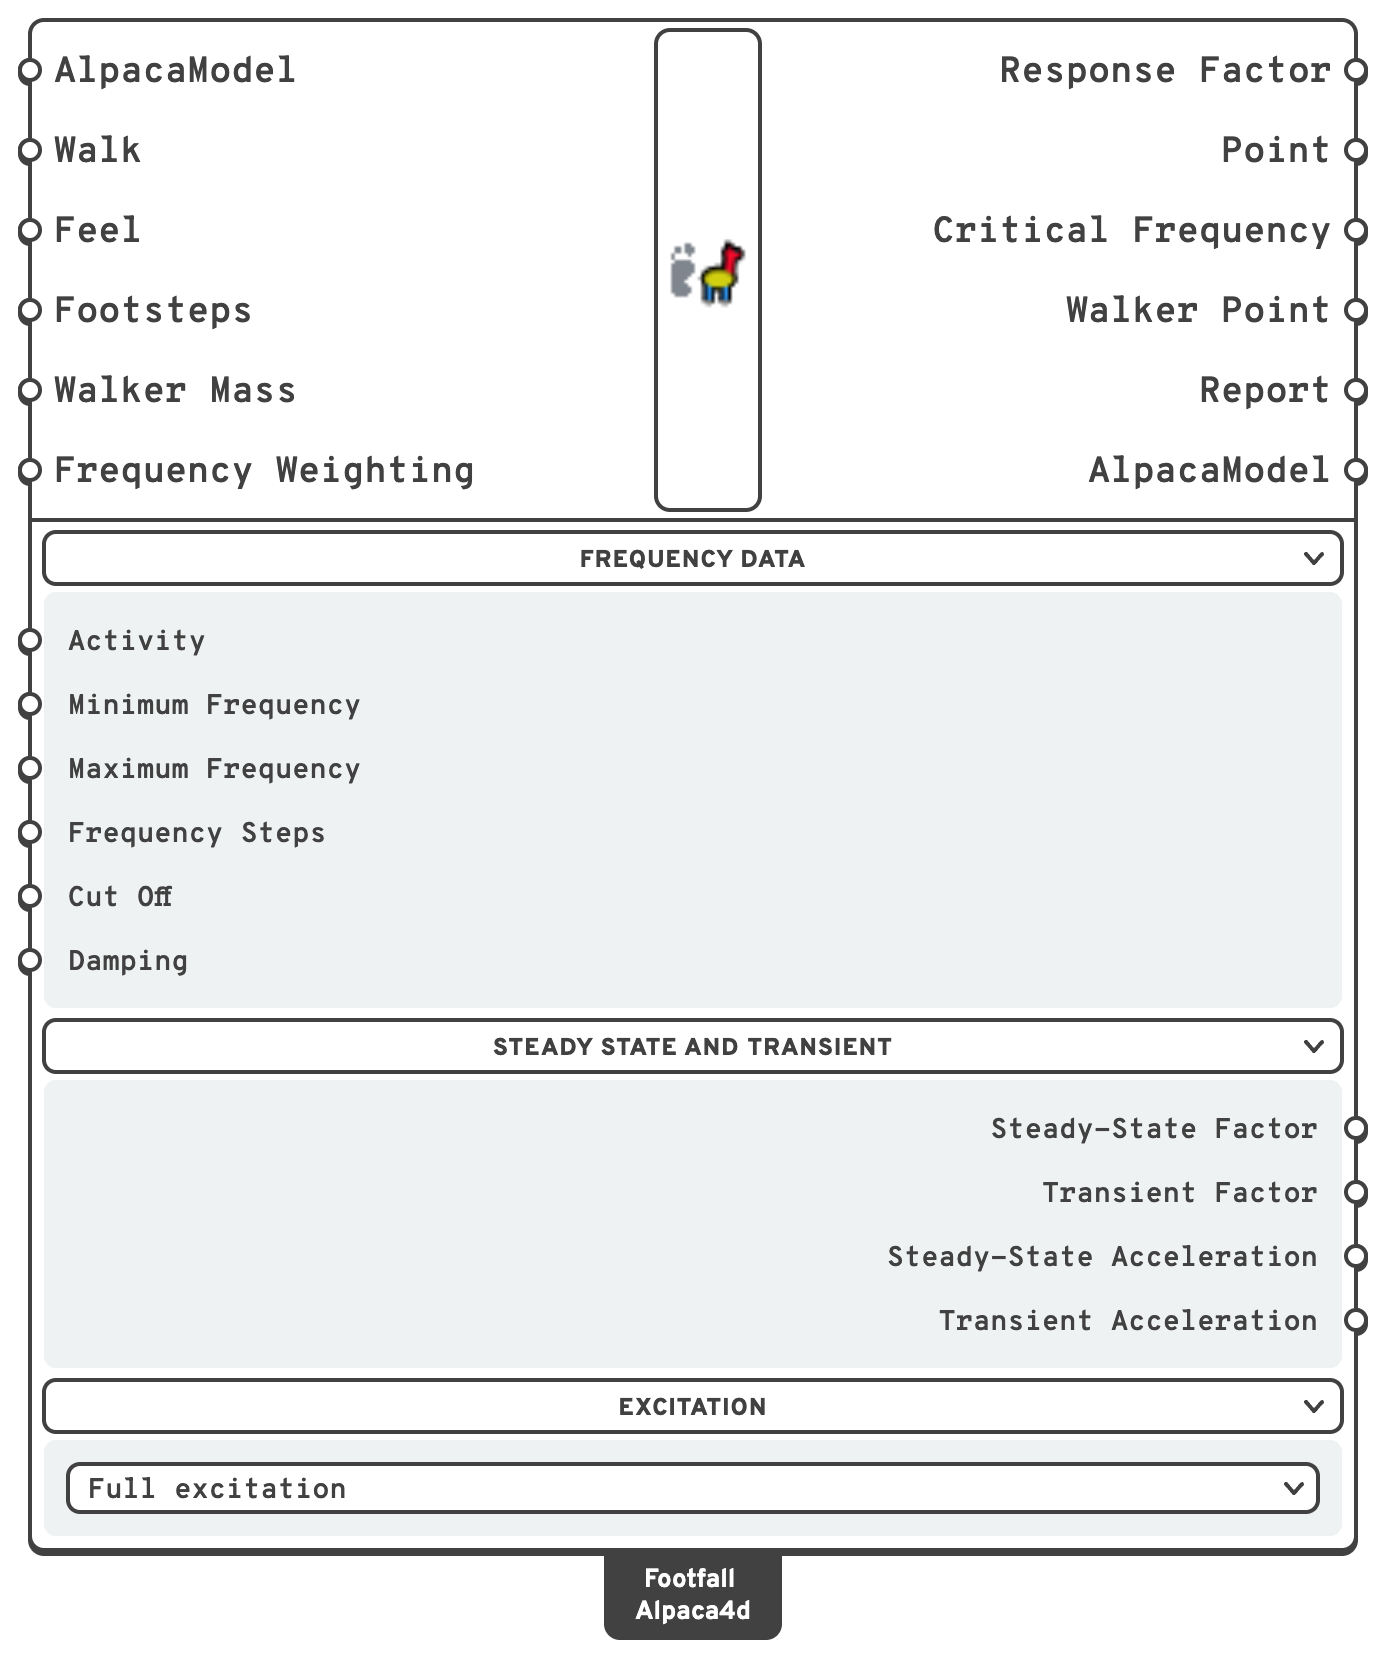 AlpacaModel
Walk
Feel
Footsteps
Walker Mass
Frequency Weighting
Response Factor
Point
Critical Frequency
Walker Point
Report
AlpacaModel
FREQUENCY DATA
Activity
Minimum Frequency
Maximum Frequency
Frequency Steps
Cut Off
Damping
STEADY STATE AND TRANSIENT
Steady-State Factor
Transient Factor
Steady-State Acceleration
Transient Acceleration
EXCITATION
Full excitation
Footfall
Alpaca4d